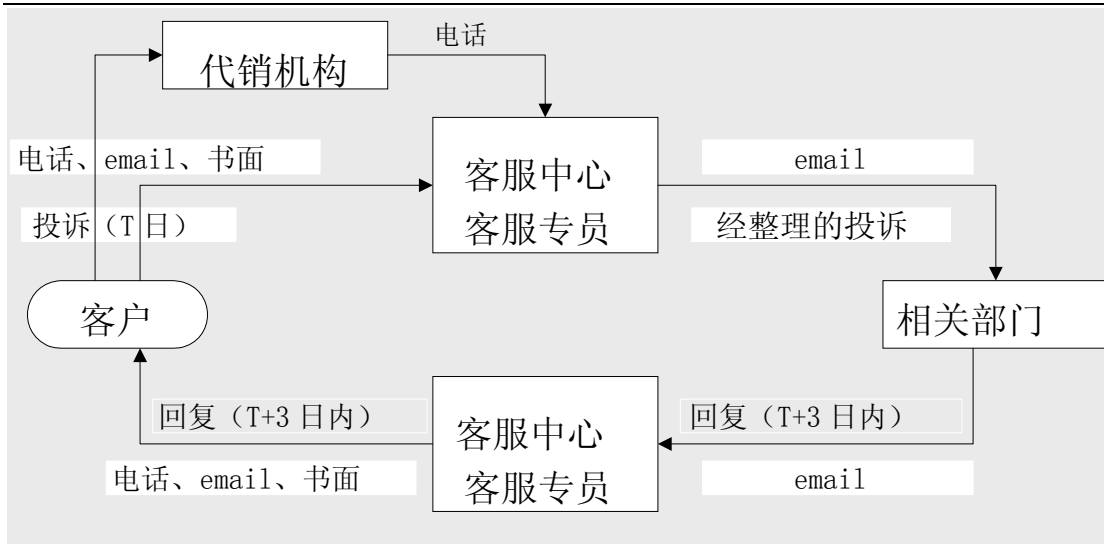 代销机构
电话
电话、email、书面
投诉（T 日）
客服中心
客服专员
email
经整理的投诉
客户
相关部门
回复（T+3 日内）
电话、email、书面
客服中心
客服专员
回复（T+3 日内）
email